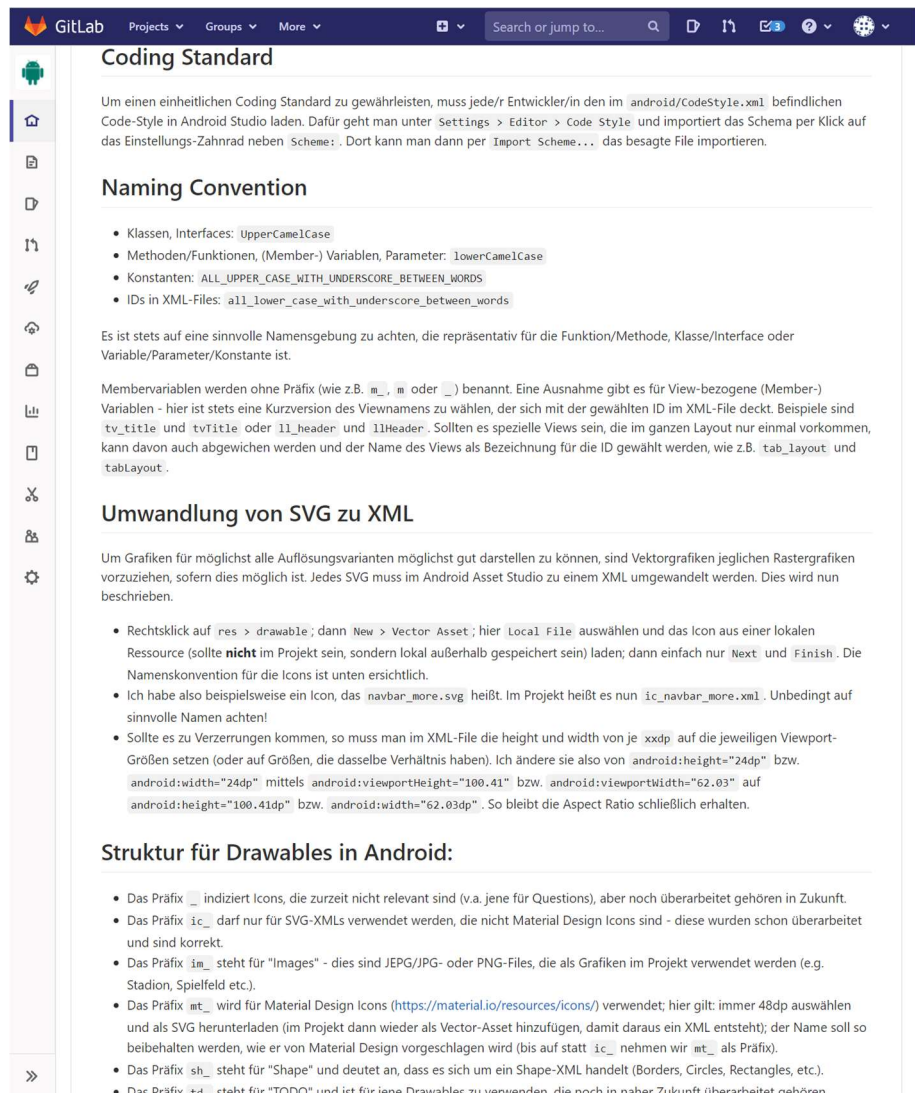 GitLab Projects Groups More Search or jump to... 3
Coding Standard
Um einen einheitlichen Coding Standard zu gewährleisten, muss jede/r Entwickler/in den im android/CodeStyle.xml befindlichen
Code-Style in Android Studio laden. Dafür geht man unter Settings > Editor > Code Style und importiert das Schema per Klick auf
das Einstellungs-Zahnrad neben Scheme: . Dort kann man dann per Import Scheme... das besagte File importieren.
Naming Convention
• Klassen, Interfaces: UpperCamelCase
• Methoden/Funktionen, (Member-) Variablen, Parameter: lowerCamelCase
• Konstanten: ALL_UPPER_CASE_WITH_UNDERSCORE_BETWEEN_WORDS
• IDs in XML-Files: all_lower_case_with_underscore_between_words
Es ist stets auf eine sinnvolle Namensgebung zu achten, die repräsentativ für die Funktion/Methode, Klasse/Interface oder
Variable/Parameter/Konstante ist.
Membervariablen werden ohne Präfix (wie z.B. m_ , m oder _ ) benannt. Eine Ausnahme gibt es für View-bezogene (Member-)
Variablen - hier ist stets eine Kurzversion des Viewnamens zu wählen, der sich mit der gewählten ID im XML-File deckt. Beispiele sind
tv_title und tvTitle oder ll_header und llHeader . Sollten es spezielle Views sein, die im ganzen Layout nur einmal vorkommen,
kann davon auch abgewichen werden und der Name des Views als Bezeichnung für die ID gewählt werden, wie z.B. tab_layout und
tabLayout .
Umwandlung von SVG zu XML
Um Grafiken für möglichst alle Auflösungsvarianten möglichst gut darstellen zu können, sind Vektorgrafiken jeglichen Rastergrafiken
vorzuziehen, sofern dies möglich ist. Jedes SVG muss im Android Asset Studio zu einem XML umgewandelt werden. Dies wird nun
beschrieben.
• Rechtsklick auf res > drawable ; dann New > Vector Asset ; hier Local File auswählen und das Icon aus einer lokalen
Ressource (sollte nicht im Projekt sein, sondern lokal außerhalb gespeichert sein) laden; dann einfach nur Next und Finish . Die
Namenskonvention für die Icons ist unten ersichtlich.
• Ich habe also beispielsweise ein Icon, das navbar_more.svg heißt. Im Projekt heißt es nun ic_navbar_more.xml . Unbedingt auf
sinnvolle Namen achten!
• Sollte es zu Verzerrungen kommen, so muss man im XML-File die height und width von je xxdp auf die jeweiligen Viewport-
Größen setzen (oder auf Größen, die dasselbe Verhältnis haben). Ich ändere sie also von android:height="24dp" bzw.
android:width="24dp" mittels android:viewportHeight="100.41" bzw. android:viewportWidth="62.03" auf
android:height="100.41dp" bzw. android:width="62.03dp" . So bleibt die Aspect Ratio schließlich erhalten.
Struktur für Drawables in Android:
• Das Präfix _ indiziert Icons, die zurzeit nicht relevant sind (v.a. jene für Questions), aber noch überarbeitet gehören in Zukunft.
• Das Präfix ic_ darf nur für SVG-XMLs verwendet werden, die nicht Material Design Icons sind - diese wurden schon überarbeitet
und sind korrekt.
• Das Präfix im_ steht für "Images" - dies sind JEPG/JPG- oder PNG-Files, die als Grafiken im Projekt verwendet werden (e.g.
Stadion, Spielfeld etc.).
• Das Präfix mt_ wird für Material Design Icons (https://material.io/resources/icons/) verwendet; hier gilt: immer 48dp auswählen
und als SVG herunterladen (im Projekt dann wieder als Vector-Asset hinzufügen, damit daraus ein XML entsteht); der Name soll so
beibehalten werden, wie er von Material Design vorgeschlagen wird (bis auf statt ic_ nehmen wir mt_ als Präfix).
• Das Präfix sh_ steht für "Shape" und deutet an, dass es sich um ein Shape-XML handelt (Borders, Circles, Rectangles, etc.).
• Das Präfix td_ steht für "TODO" und ist für jene Drawables zu verwenden, die noch in naher Zukunft überarbeitet gehören